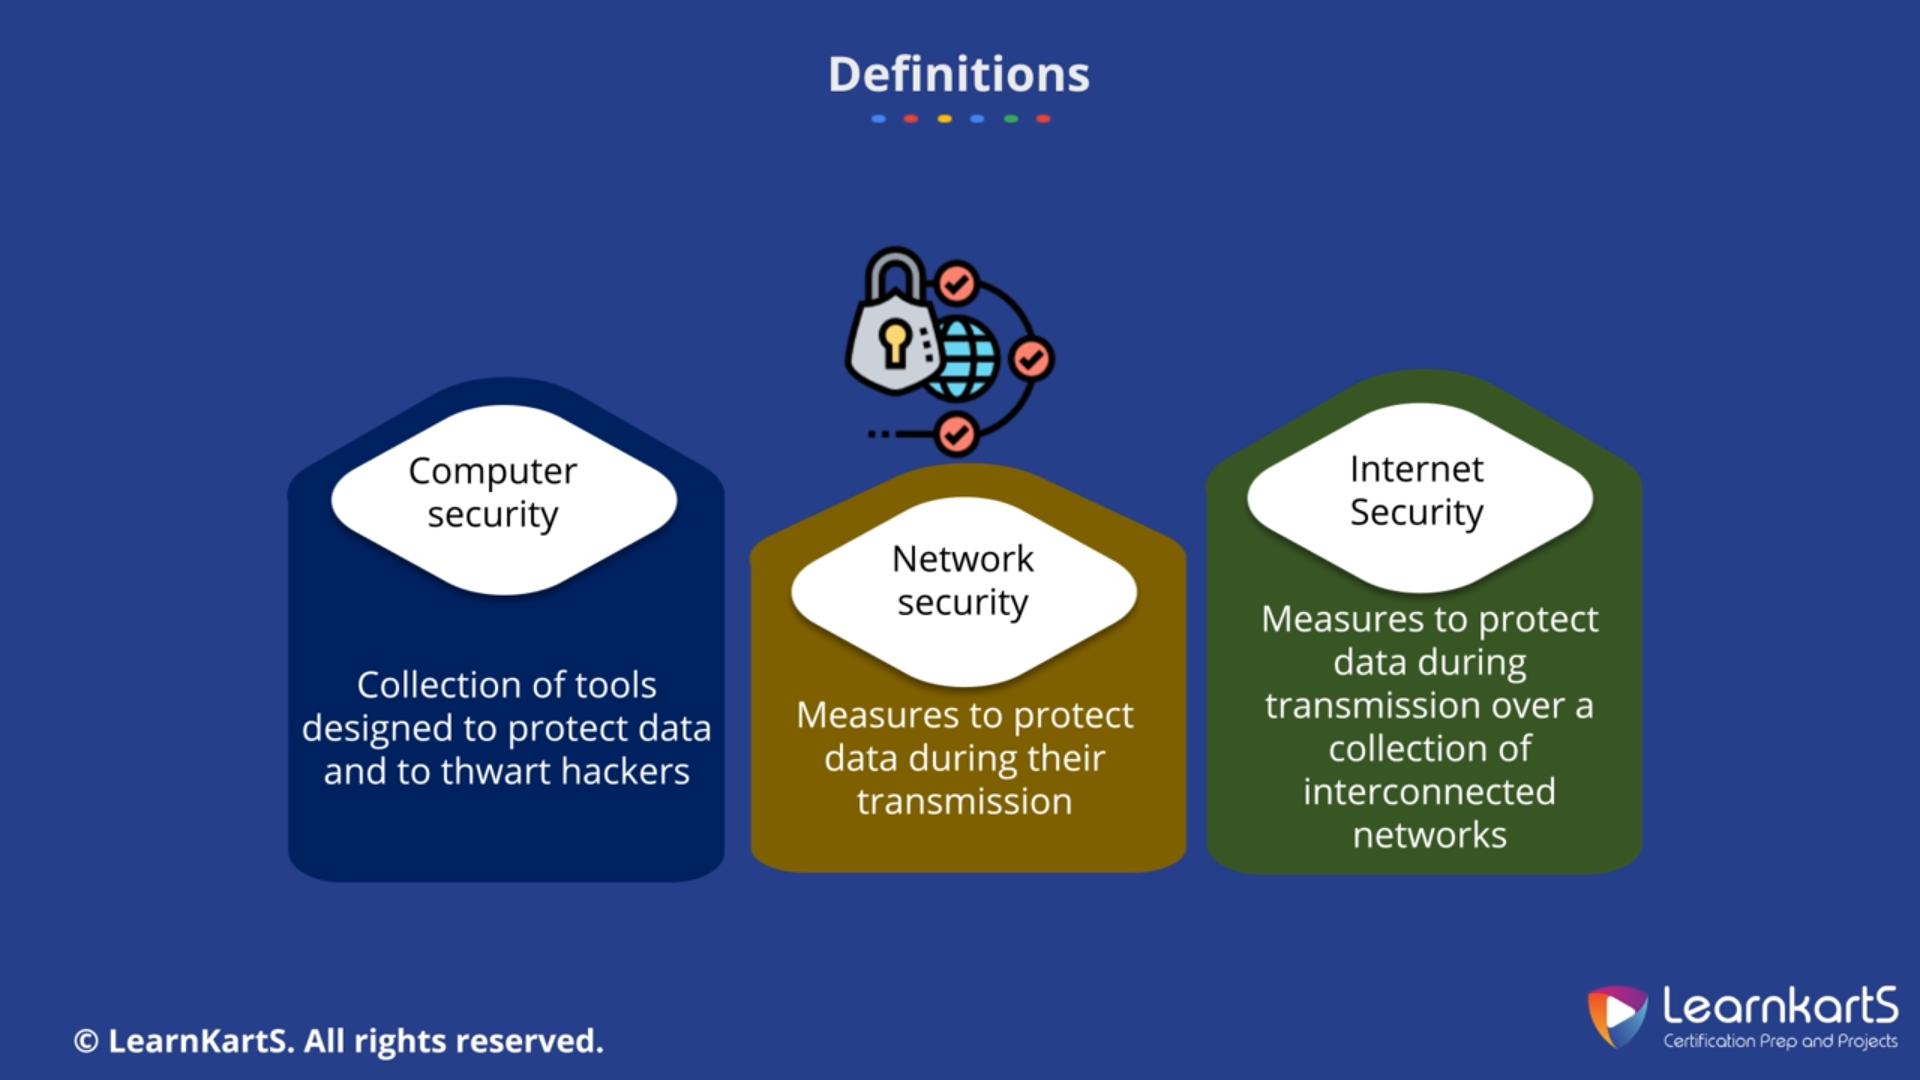 Definitions
Computer
security
Collection of tools
designed to protect data
and to thwart hackers
Network
security
Measures to protect
data during their
transmission
Internet
Security
Measures to protect
data during
transmission over a
collection of
interconnected
networks
© LearnKartS. All rights reserved.
LearnkartS
Certification Prep and Projects